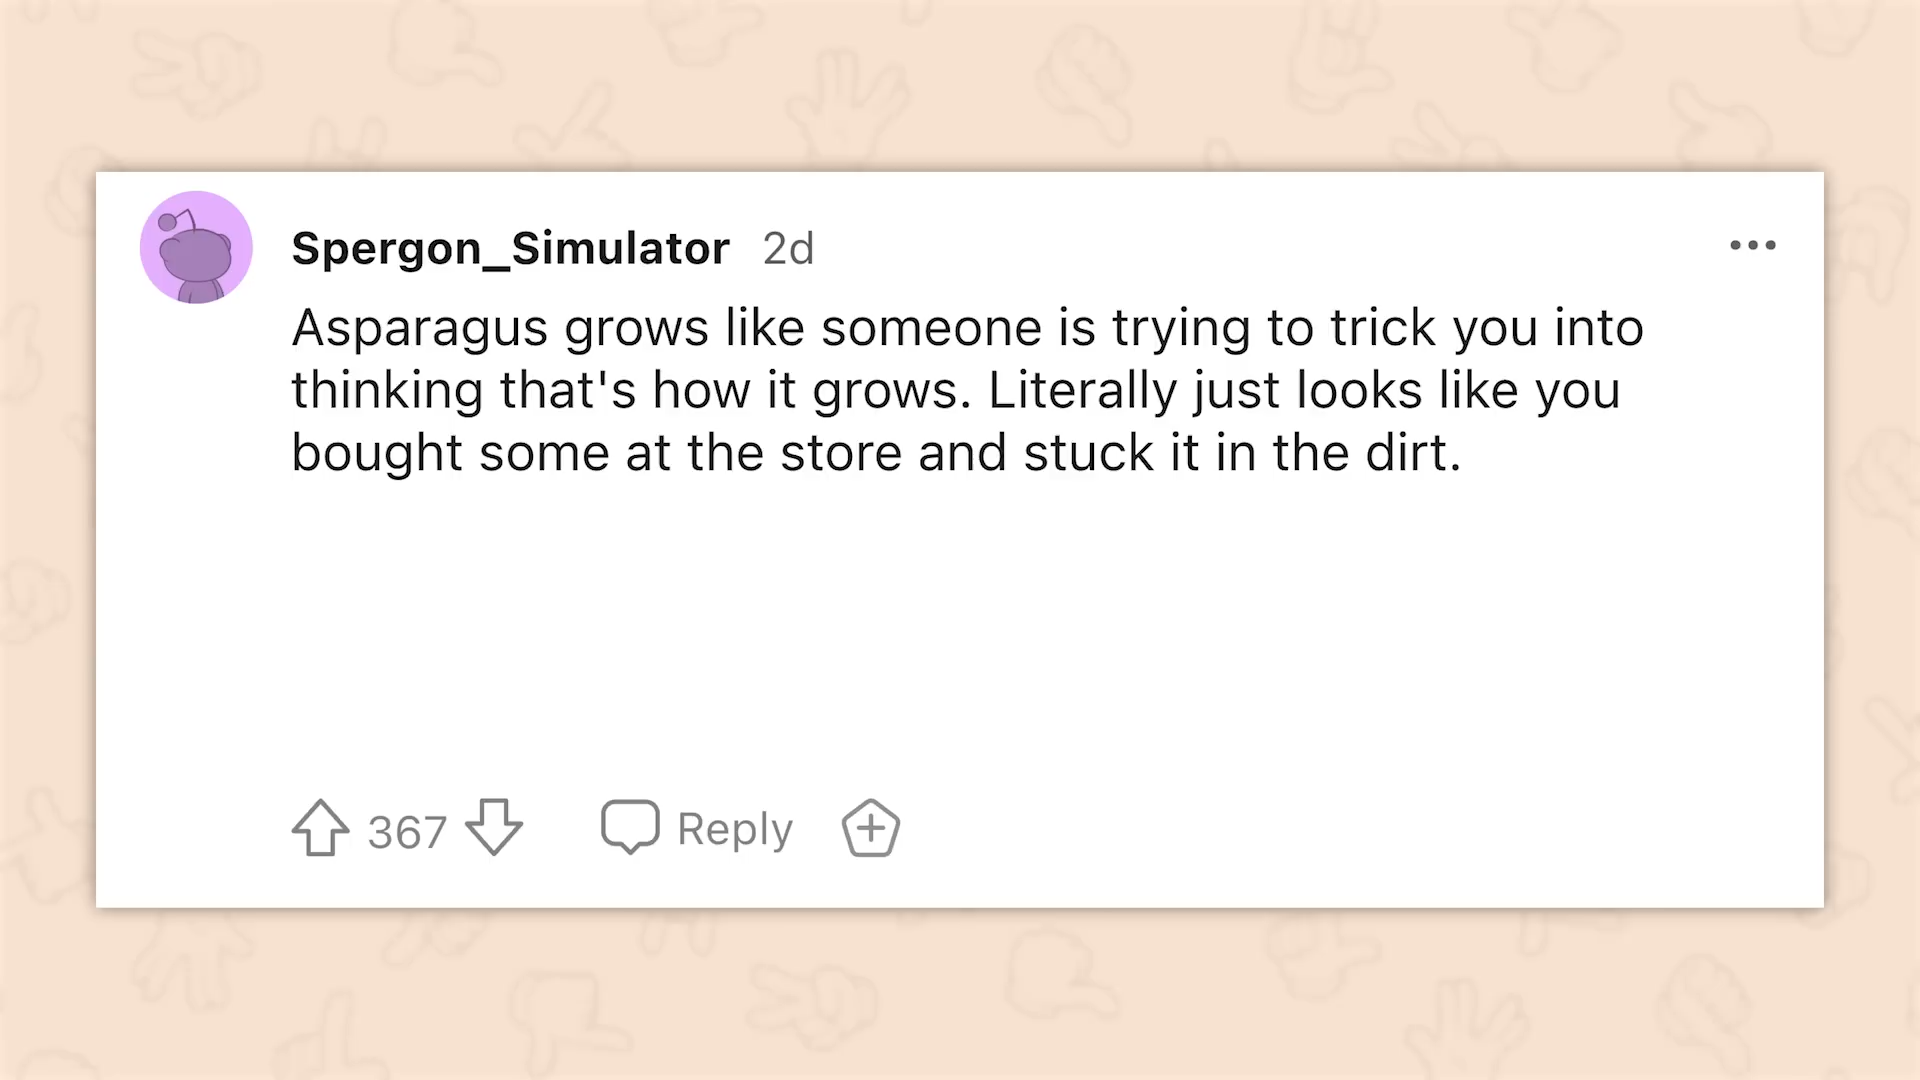 Spergon_Simulator 2d
Asparagus grows like someone is trying to trick you into
thinking that's how it grows. Literally just looks like you
bought some at the store and stuck it in the dirt.
367 Reply